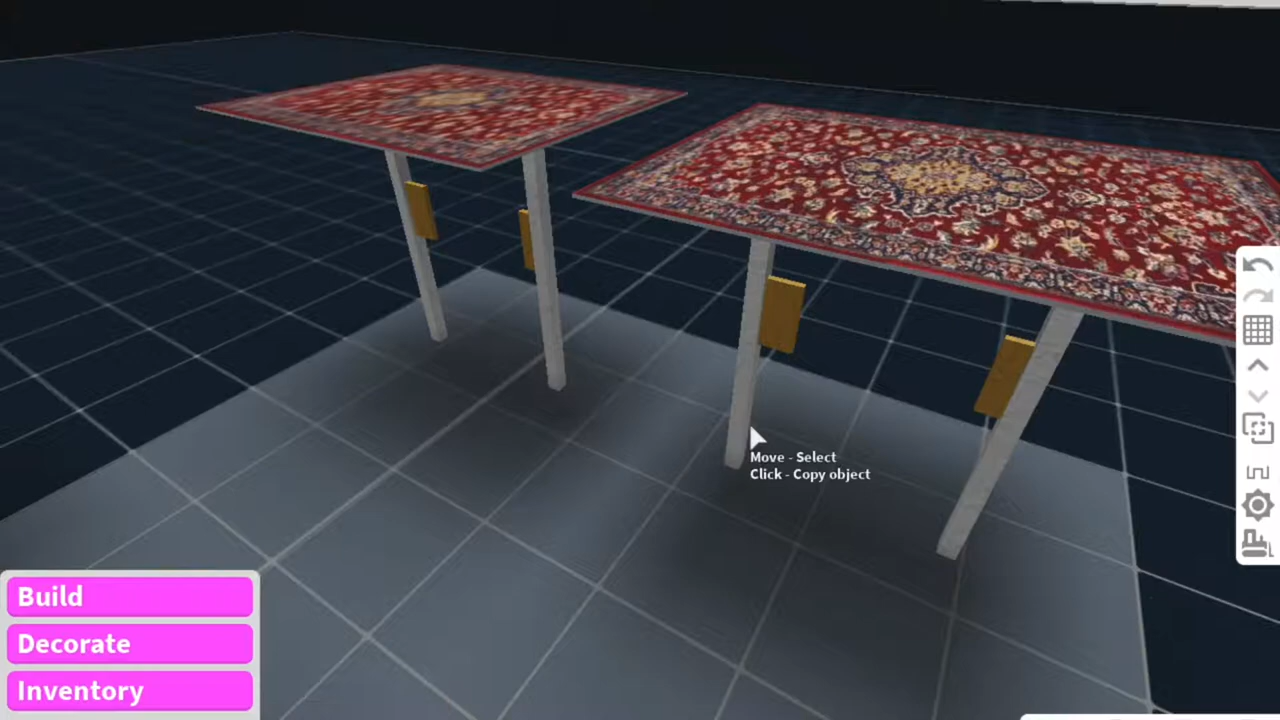 Move - Select
Click - Copy object
Build
Decorate
Inventory